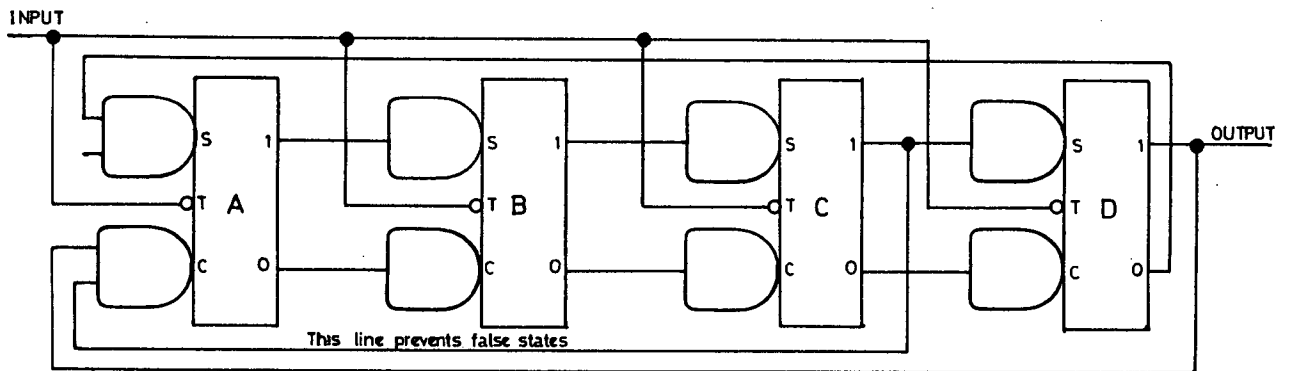 INPUT
S 1 S 1 S 1 S 1 OUTPUT
T A T B T C T D
C 0 C 0 C 0 C 0
This line prevents false states